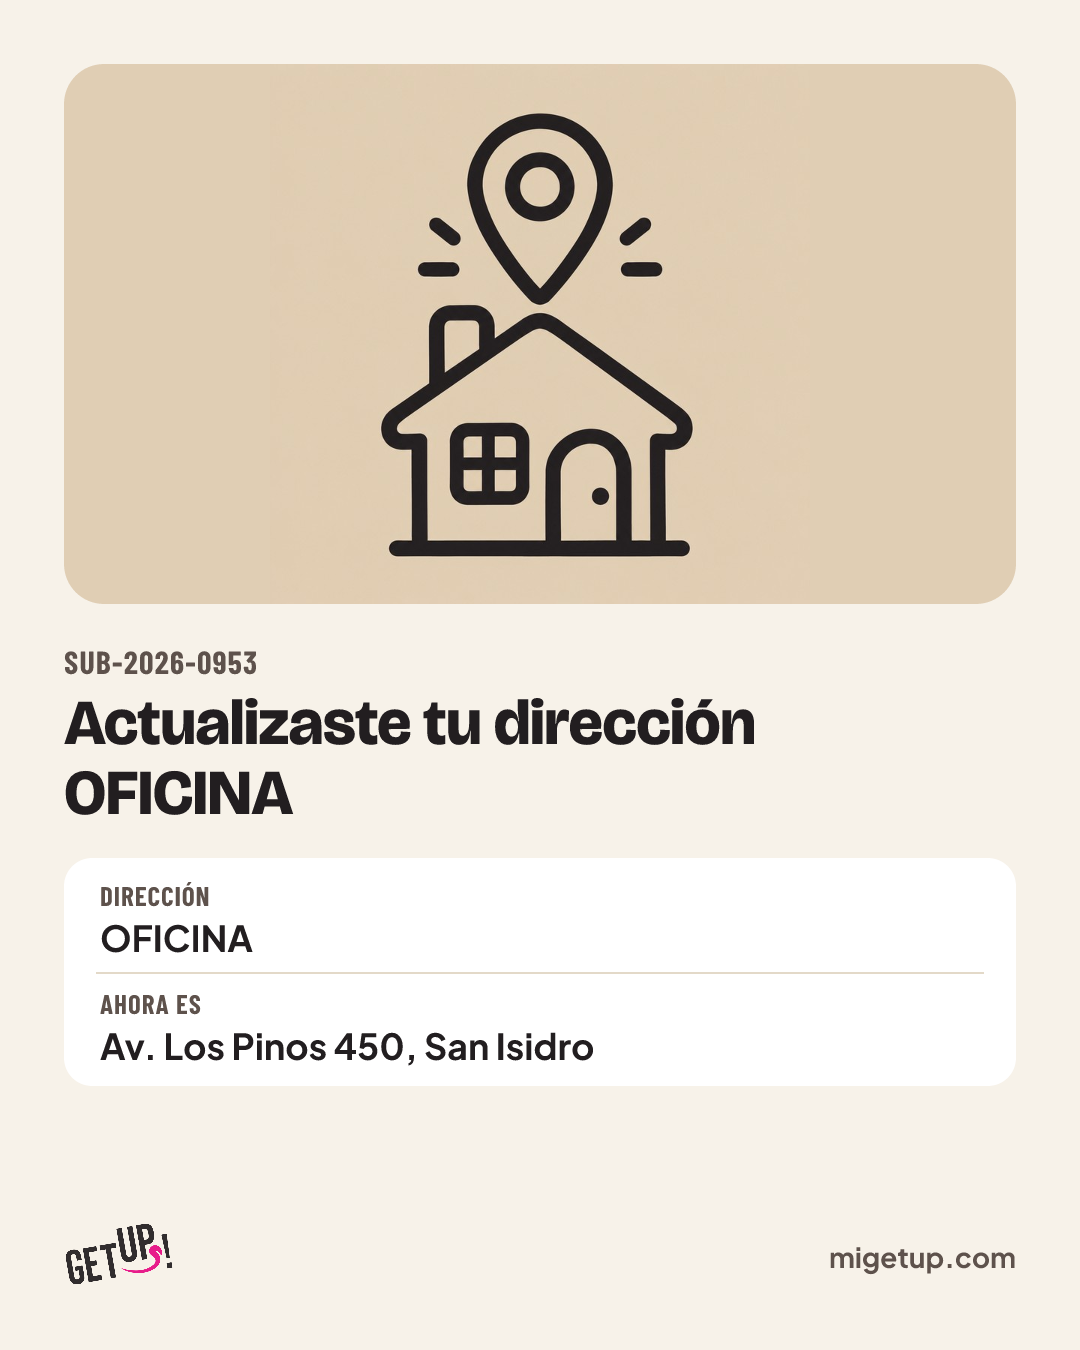 SUB-2026-0953
Actualizaste tu dirección
OFICINA
DIRECCIÓN
OFICINA
AHORA ES
Av. Los Pinos 450, San Isidro
GETUP!
migetup.com